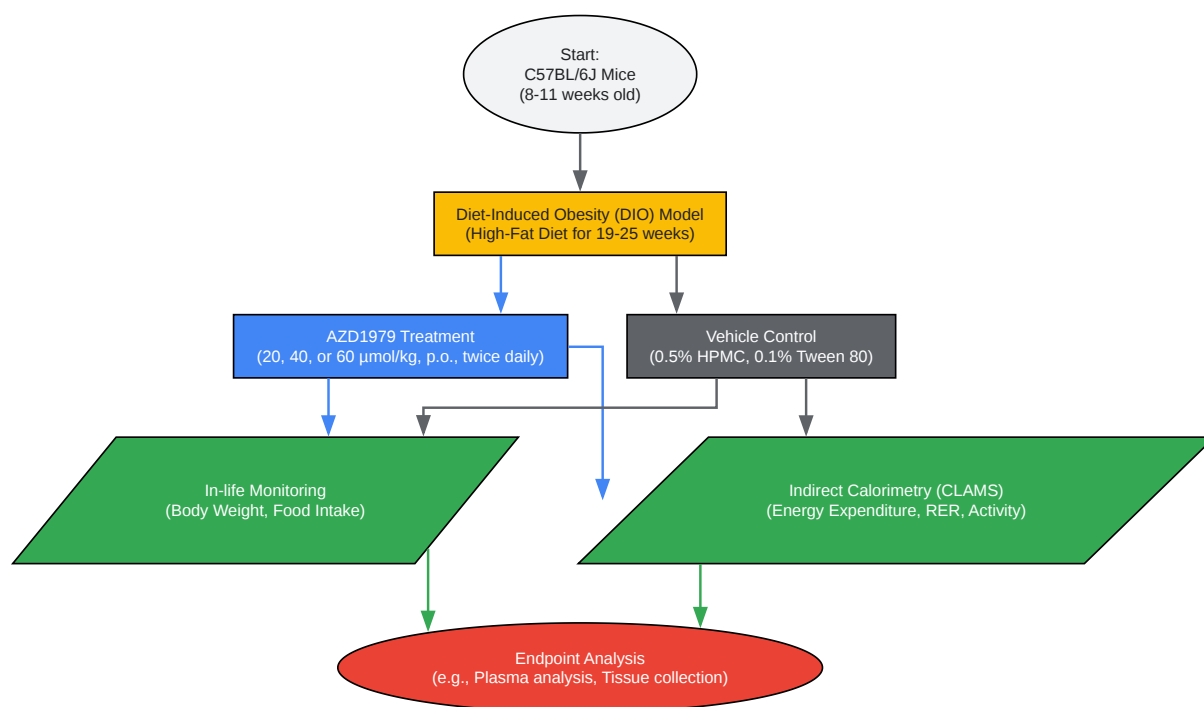 Start:
C57BL/6J Mice
(8-11 weeks old)
Diet-Induced Obesity (DIO) Model
(High-Fat Diet for 19-25 weeks)
AZD1979 Treatment
(20, 40, or 60 µmol/kg, p.o., twice daily)
Vehicle Control
(0.5% HPMC, 0.1% Tween 80)
In-life Monitoring
(Body Weight, Food Intake)
Indirect Calorimetry (CLAMS)
(Energy Expenditure, RER, Activity)
Endpoint Analysis
(e.g., Plasma analysis, Tissue collection)